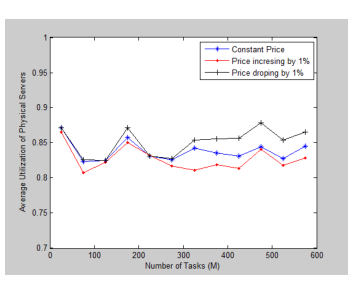 1
0.95
0.9
0.85
0.8
0.75
0.7
0
100
200
300
400
500
600
Average Utilization of Physical Servers
Number of Tasks (M)
Constant Price
Price incresing by 1%
Price droping by 1%